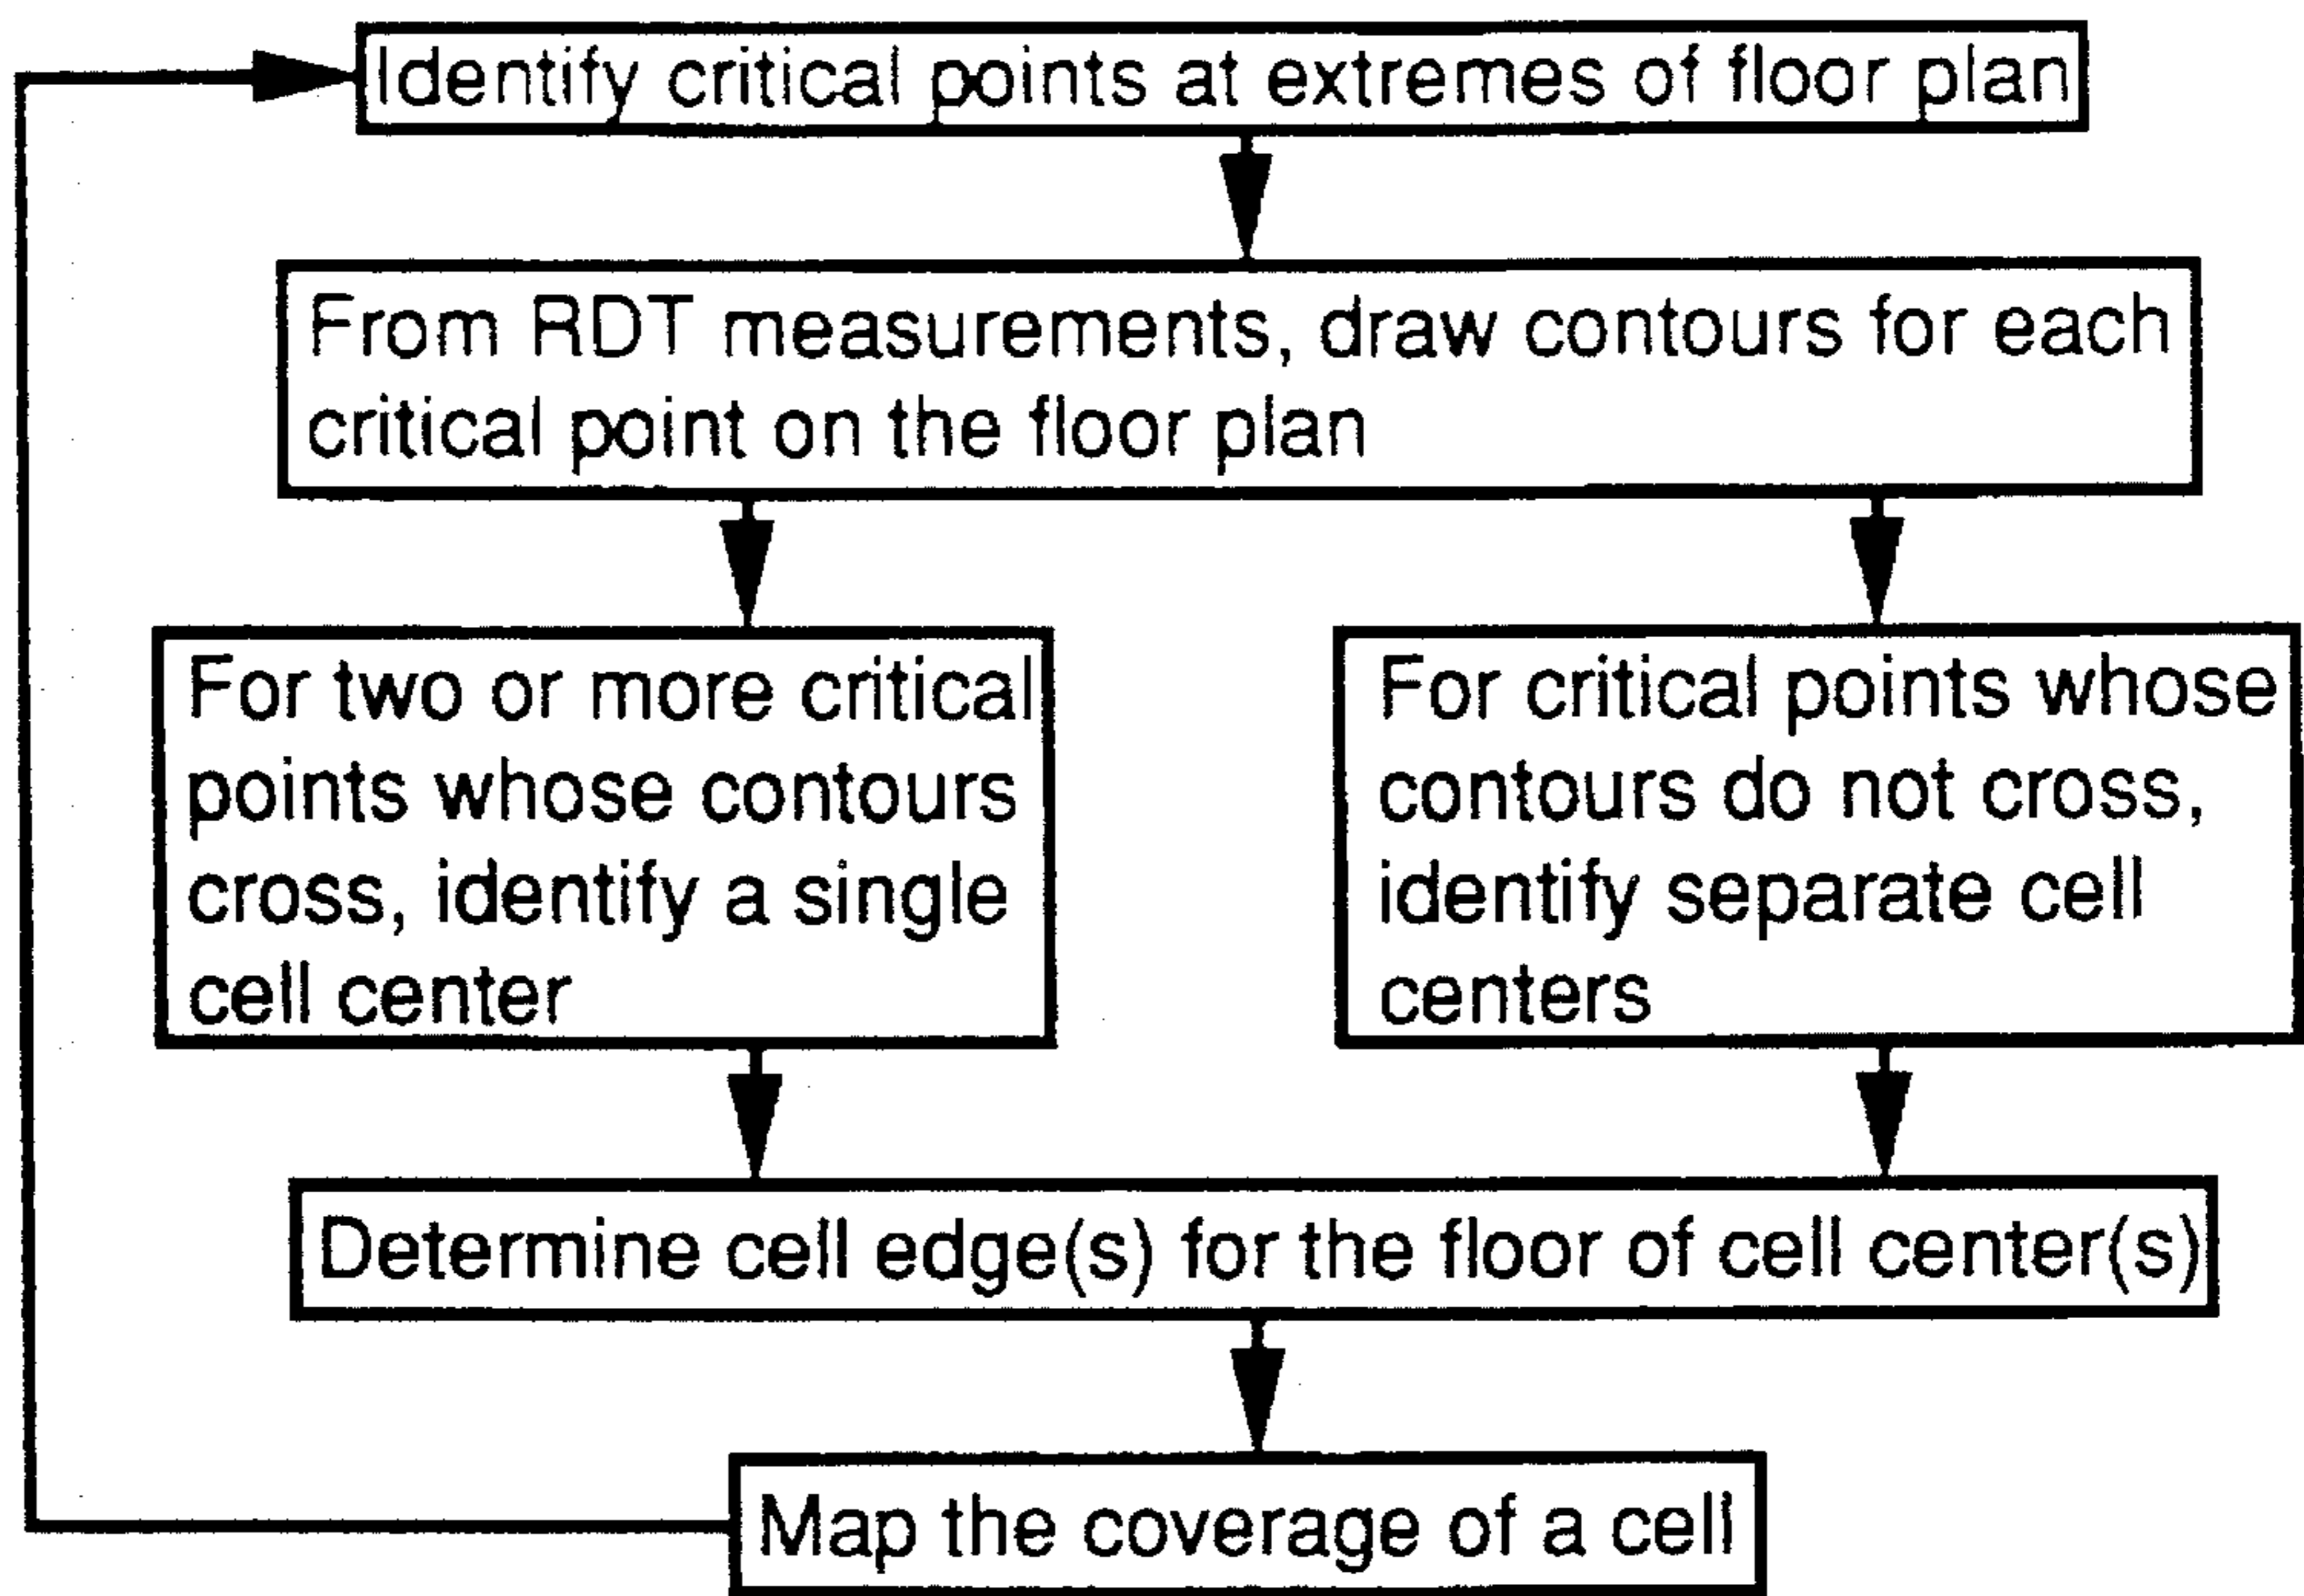 Identify critical points at extremes of floor plan
From RDT measurements, draw contours for each
critical point on the floor plan
For two or more critical
points whose contours
cross, identify a single
cell center
For critical points whose
contours do not cross,
identify separate cell
centers
Determine cell edge(s) for the floor of cell center(s)
Map the coverage of a cell